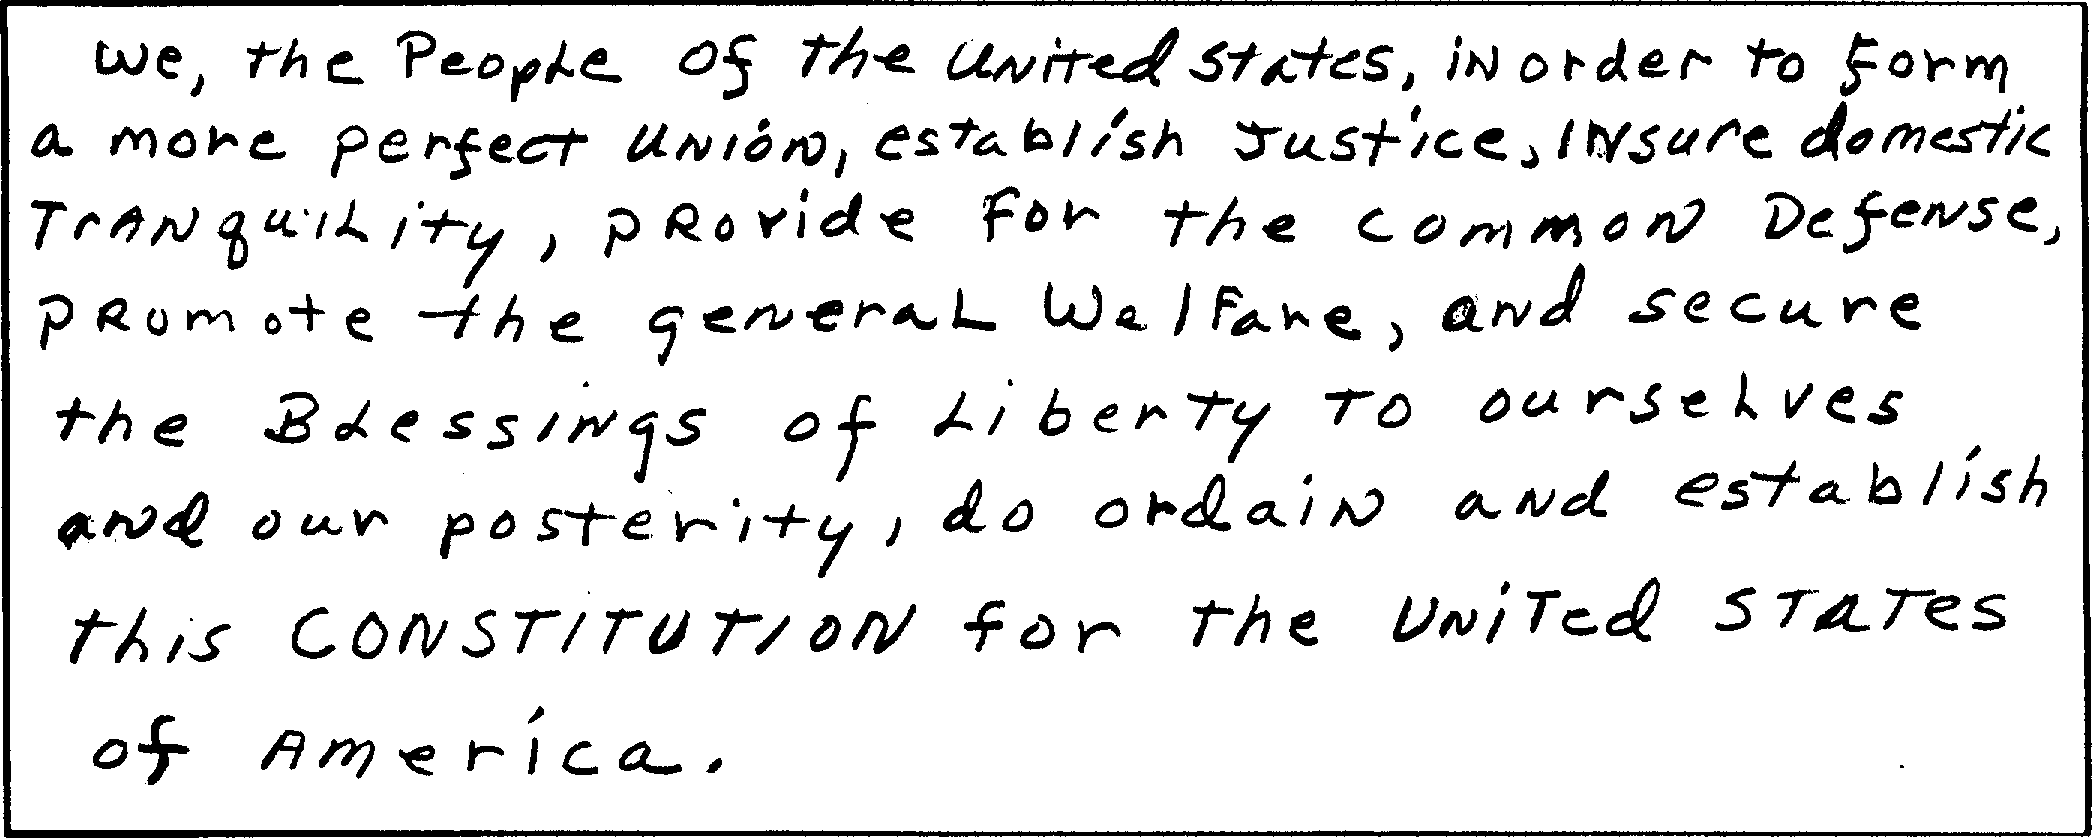 We, the People of the United States, in order to form
a more perfect Union, establish Justice, insure domestic
Tranquility, provide for the common Defense,
promote the general Welfare, and secure
the Blessings of Liberty to ourselves
and our posterity, do ordain and establish
this CONSTITUTION for the United States
of America.